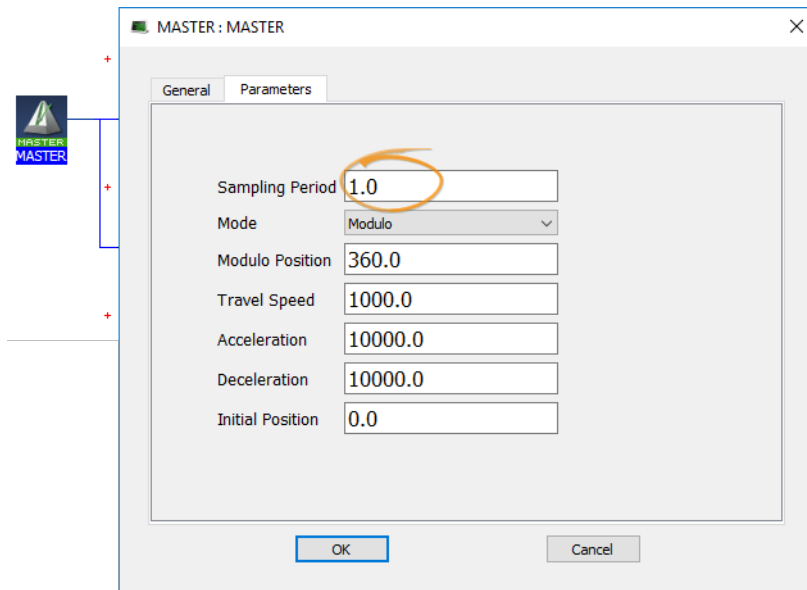 MASTER : MASTER
General Parameters
MASTER
MASTER
Sampling Period 1.0
Mode Modulo
Modulo Position 360.0
Travel Speed 1000.0
Acceleration 10000.0
Deceleration 10000.0
Initial Position 0.0
OK Cancel